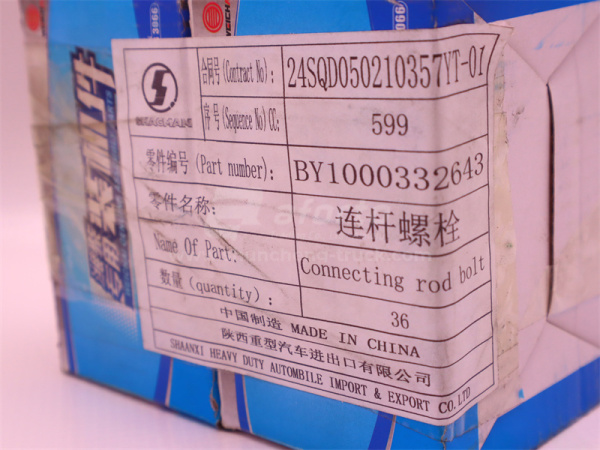 合同号(Contract No): 24SQD050210357YT-01
序号(Sequence No)CC: 599
零件编号(Part number): BY1000332643
零件名称: 连杆螺栓
Name Of Part: Connecting rod bolt
数量(quantity): 36
中国制造 MADE IN CHINA
陕西重型汽车进出口有限公司
SHAANXI HEAVY DUTY AUTOMBILE IMPORT & EXPORT CO.LTD